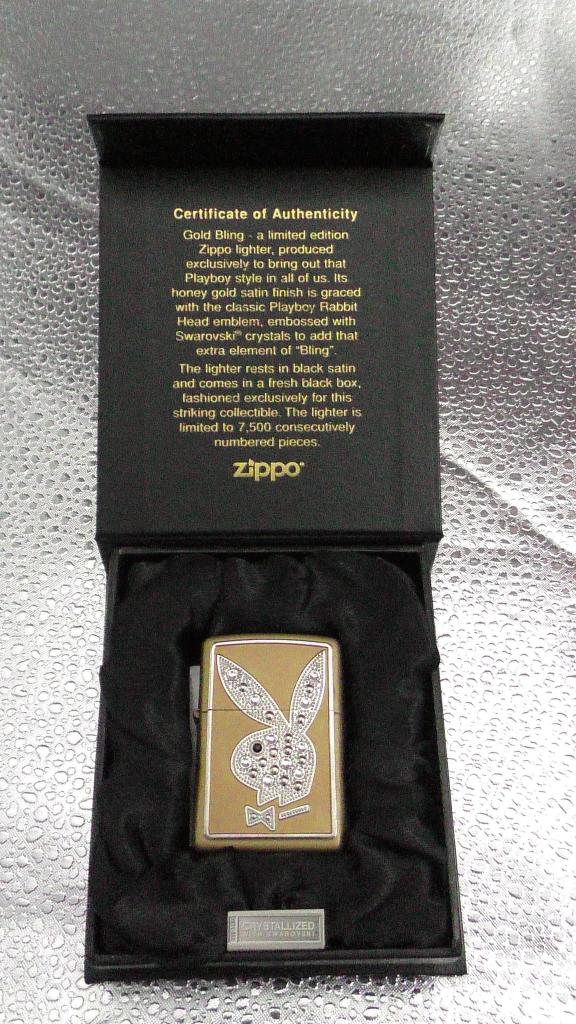 Certificate of Authenticity
Gold Bling - a limited edition
Zippo lighter, produced
exclusively to bring out that
Playboy style in all of us. Its
honey gold satin finish is graced
with the classic Playboy Rabbit
Head emblem, embossed with
Swarovski® crystals to add that
extra element of "Bling".
The lighter rests in black satin
and comes in a fresh black box,
fashioned exclusively for this
striking collectible. The lighter is
limited to 7,500 consecutively
numbered pieces.
zippo
CRYSTALLIZED
WITH SWAROVSKI